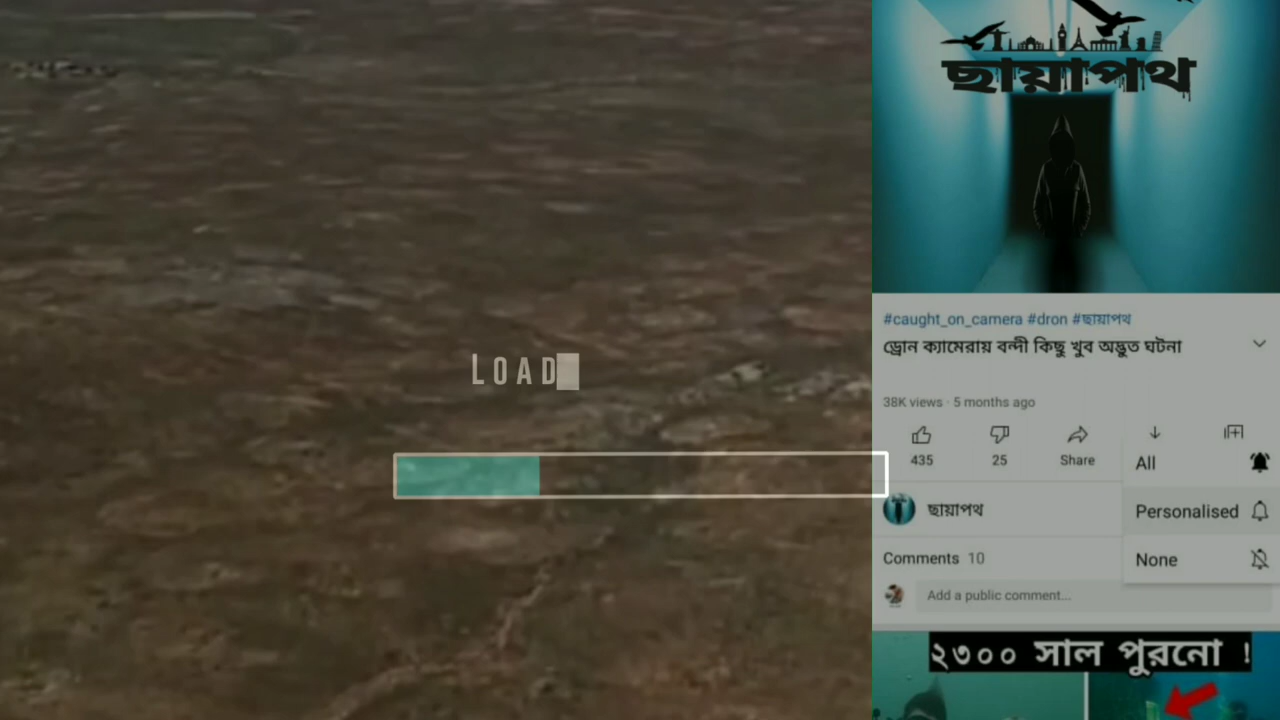 ছায়াপথ
#caught_on_camera #dron #ছায়াপথ
ড্রোন ক্যামেরায় বন্দী কিছু খুব অদ্ভুত ঘটনা
38K views · 5 months ago
435
25
Share
All
Personalised
None
ছায়াপথ
Comments 10
Add a public comment...
২৩০০ সাল পুরনো !
LOAD